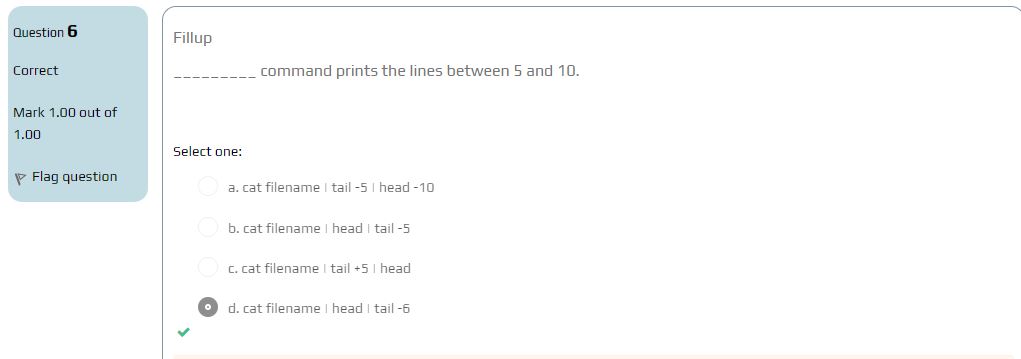 Question 6
Correct
Mark 1.00 out of
1.00
Flag question
Fillup
_________ command prints the lines between 5 and 10.
Select one:
a. cat filename | tail -5 | head -10
b. cat filename | head | tail -5
c. cat filename | tail +5 | head
d. cat filename | head | tail -6